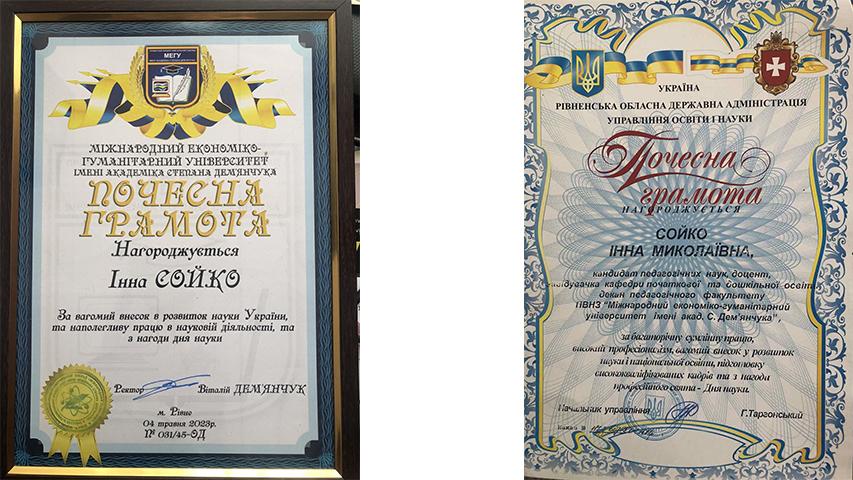 МЕГУ
МІЖНАРОДНИЙ ЕКОНОМІКО-
ГУМАНІТАРНИЙ УНІВЕРСИТЕТ
ІМЕНІ АКАДЕМІКА СТЕПАНА ДЕМ'ЯНЧУКА
ПОЧЕСНА
ГРАМОТА
Нагороджується
Інна СОЙКО
За вагомий внесок в розвиток науки України,
та наполегливу працю в науковій діяльності, та
з нагоди дня науки
Ректор Віталій ДЕМ'ЯНЧУК
м. Рівне
04 травня 2023р.
№ 031/45-ОД
УКРАЇНА
РІВНЕНСЬКА ОБЛАСНА ДЕРЖАВНА АДМІНІСТРАЦІЯ
УПРАВЛІННЯ ОСВІТИ І НАУКИ
Почесна
грамота
НАГОРОДЖУЄТЬСЯ
СОЙКО
ІННА МИКОЛАЇВНА,
кандидат педагогічних наук, доцент,
завідувачка кафедри початкової та дошкільної освіти,
декан педагогічного факультету
ПВНЗ "Міжнародний економіко-гуманітарний
університет імені акад. С. Дем'янчука",
за багаторічну сумлінну працю,
високий професіоналізм, вагомий внесок у розвиток
науки і національної освіти, підготовку
висококваліфікованих кадрів та з нагоди
професійного свята - Дня науки.
Начальник управління Г.Таргонський